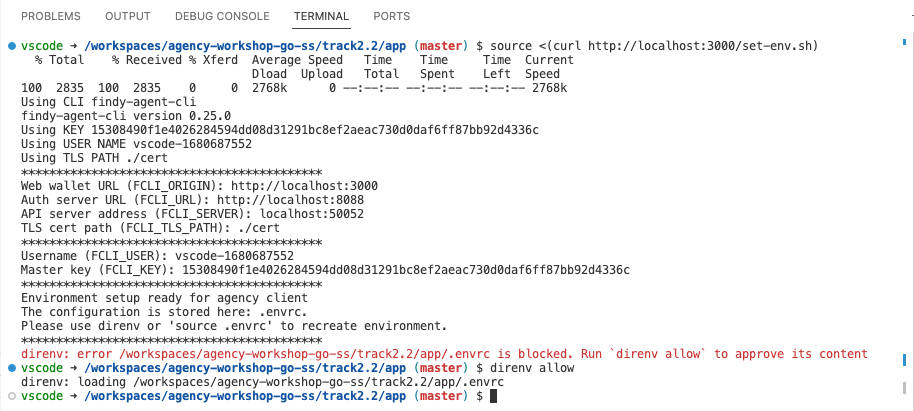 PROBLEMS OUTPUT DEBUG CONSOLE TERMINAL PORTS
vscode ➜ /workspaces/agency-workshop-go-ss/track2.2/app (master) $ source <(curl http://localhost:3000/set-env.sh)
% Total % Received % Xferd Average Speed Time Time Time Current
Dload Upload Total Spent Left Speed
100 2835 100 2835 0 0 2768k 0 --:--:-- --:--:-- --:--:-- 2768k
Using CLI findy-agent-cli
findy-agent-cli version 0.25.0
Using KEY 15308490f1e4026284594dd08d31291bc8ef2aeac730d0daf6ff87bb92d4336c
Using USER NAME vscode-1680687552
Using TLS PATH ./cert
******************************************
Web wallet URL (FCLI_ORIGIN): http://localhost:3000
Auth server URL (FCLI_URL): http://localhost:8088
API server address (FCLI_SERVER): localhost:50052
TLS cert path (FCLI_TLS_PATH): ./cert
******************************************
Username (FCLI_USER): vscode-1680687552
Master key (FCLI_KEY): 15308490f1e4026284594dd08d31291bc8ef2aeac730d0daf6ff87bb92d4336c
******************************************
Environment setup ready for agency client
The configuration is stored here: .envrc.
Please use direnv or 'source .envrc' to recreate environment.
******************************************
direnv: error /workspaces/agency-workshop-go-ss/track2.2/app/.envrc is blocked. Run `direnv allow` to approve its content
vscode ➜ /workspaces/agency-workshop-go-ss/track2.2/app (master) $ direnv allow
direnv: loading /workspaces/agency-workshop-go-ss/track2.2/app/.envrc
vscode ➜ /workspaces/agency-workshop-go-ss/track2.2/app (master) $